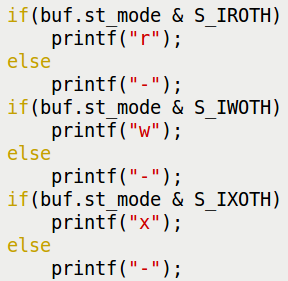 if(buf.st_mode & S_IROTH)
    printf("r");
else
    printf("-");
if(buf.st_mode & S_IWOTH)
    printf("w");
else
    printf("-");
if(buf.st_mode & S_IXOTH)
    printf("x");
else
    printf("-");